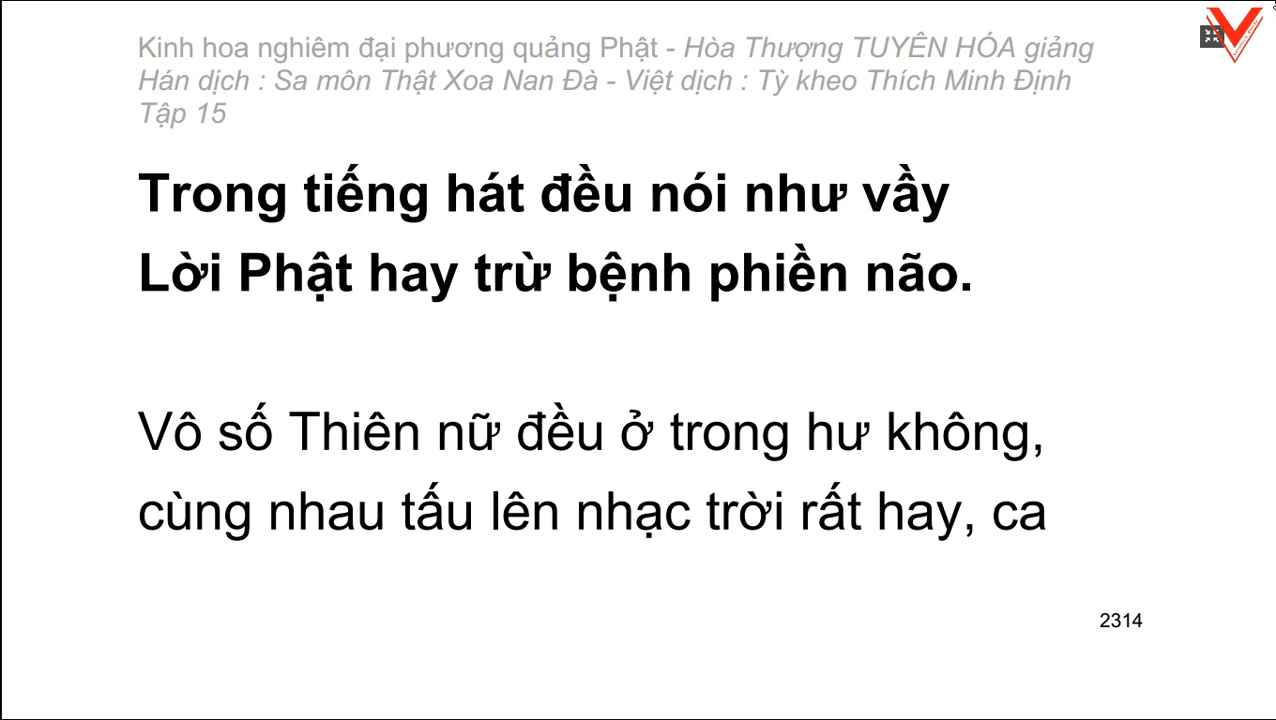 Kinh hoa nghiêm đại phương quảng Phật - Hòa Thượng TUYÊN HÓA giảng
Hán dịch : Sa môn Thật Xoa Nan Đà - Việt dịch : Tỳ kheo Thích Minh Định
Tập 15
Trong tiếng hát đều nói như vầy
Lời Phật hay trừ bệnh phiền não.
Vô số Thiên nữ đều ở trong hư không,
cùng nhau tấu lên nhạc trời rất hay, ca
2314